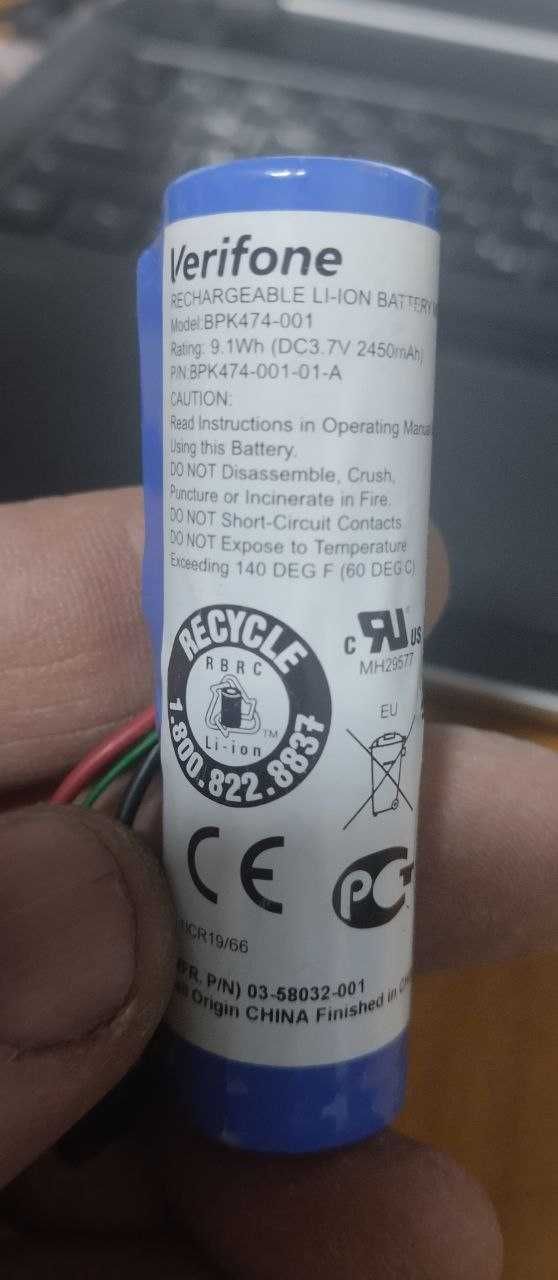 Verifone
RECHARGEABLE LI-ION BATTERY
Model:BPK474-001
Rating: 9.1Wh (DC3.7V 2450mAh)
P/N:BPK474-001-01-A
CAUTION:
Read Instructions in Operating Manual
Using this Battery.
DO NOT Disassemble, Crush,
Puncture or Incinerate in Fire.
DO NOT Short-Circuit Contacts.
DO NOT Expose to Temperature
Exceeding 140 DEG F (60 DEG C)
RECYCLE
RBRC
TM
Li-ion
1.800.822.8837
c RU US
MH29577
EU
CE
PCT
CR19/66
P/N) 03-58032-001
Origin CHINA Finished in